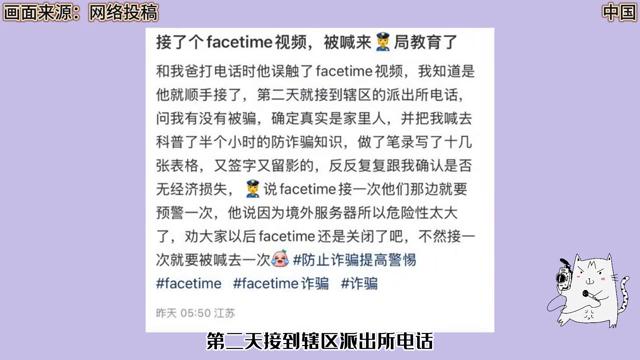 画面来源：网络投稿
中国
接了个facetime视频，被喊来👮局教育了
和我爸打电话时他误触了facetime视频，我知道是
他就顺手接了，第二天就接到辖区的派出所电话，
问我有没有被骗，确定真实是家里人，并把我喊去
科普了半个小时的防诈骗知识，做了笔录写了十几
张表格，又签字又留影的，反反复复跟我确认是否
无经济损失，👮说facetime接一次他们那边就要
预警一次，他说因为境外服务器所以危险性太大
了，劝大家以后facetime还是关闭了吧，不然接一
次就要被喊去一次😭 #防止诈骗提高警惕
#facetime #facetime诈骗 #诈骗
昨天 05:50 江苏
第二天接到辖区派出所电话